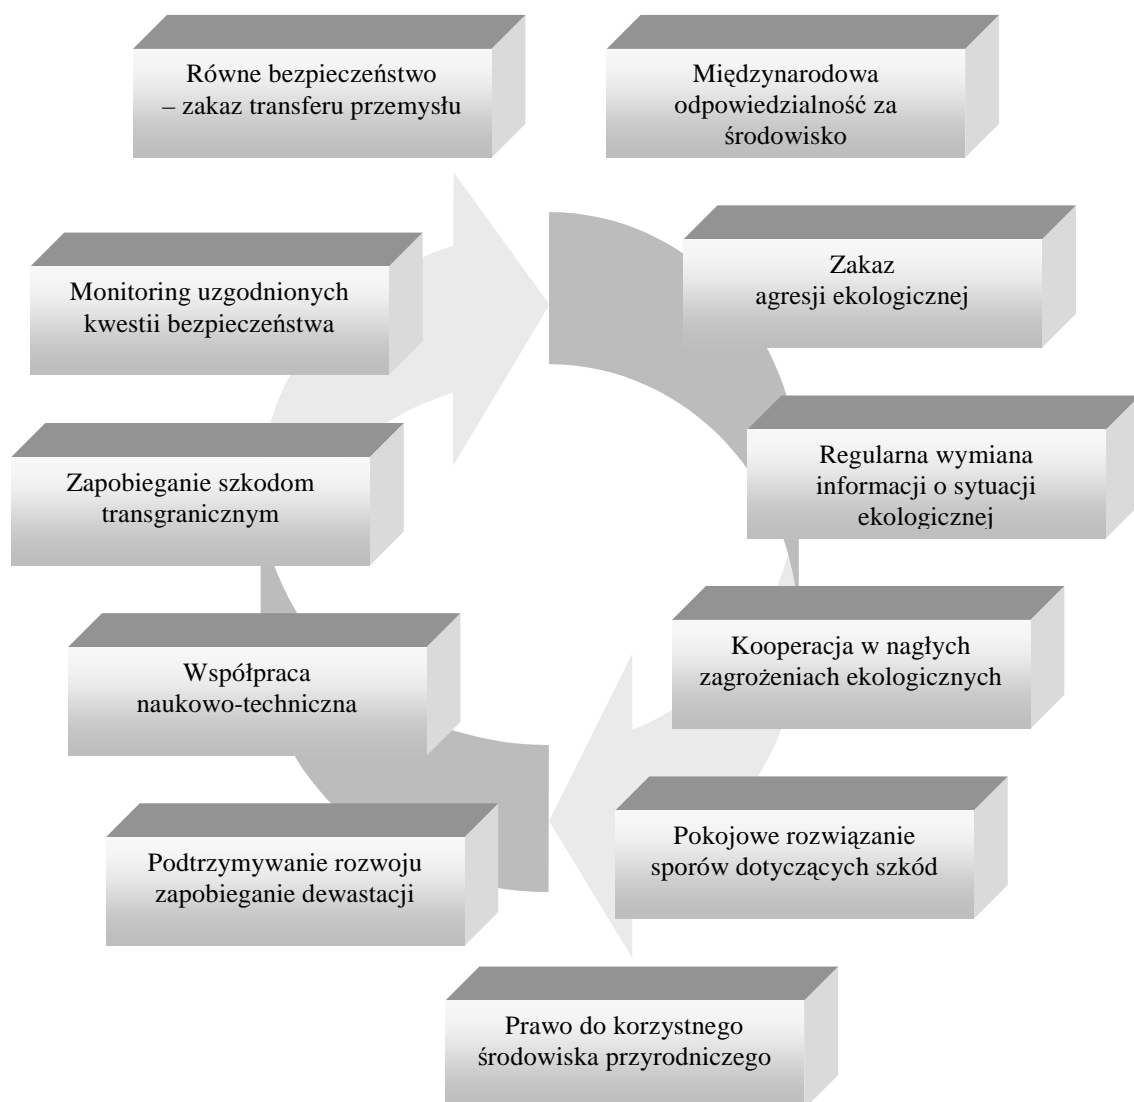 Równe bezpieczeństwo
– zakaz transferu przemysłu
Międzynarodowa
odpowiedzialność za
środowisko
Monitoring uzgodnionych
kwestii bezpieczeństwa
Zakaz
agresji ekologicznej
Zapobieganie szkodom
transgranicznym
Regularna wymiana
informacji o sytuacji
ekologicznej
Współpraca
naukowo-techniczna
Kooperacja w nagłych
zagrożeniach ekologicznych
Podtrzymywanie rozwoju
zapobieganie dewastacji
Pokojowe rozwiązanie
sporów dotyczących szkód
Prawo do korzystnego
środowiska przyrodniczego